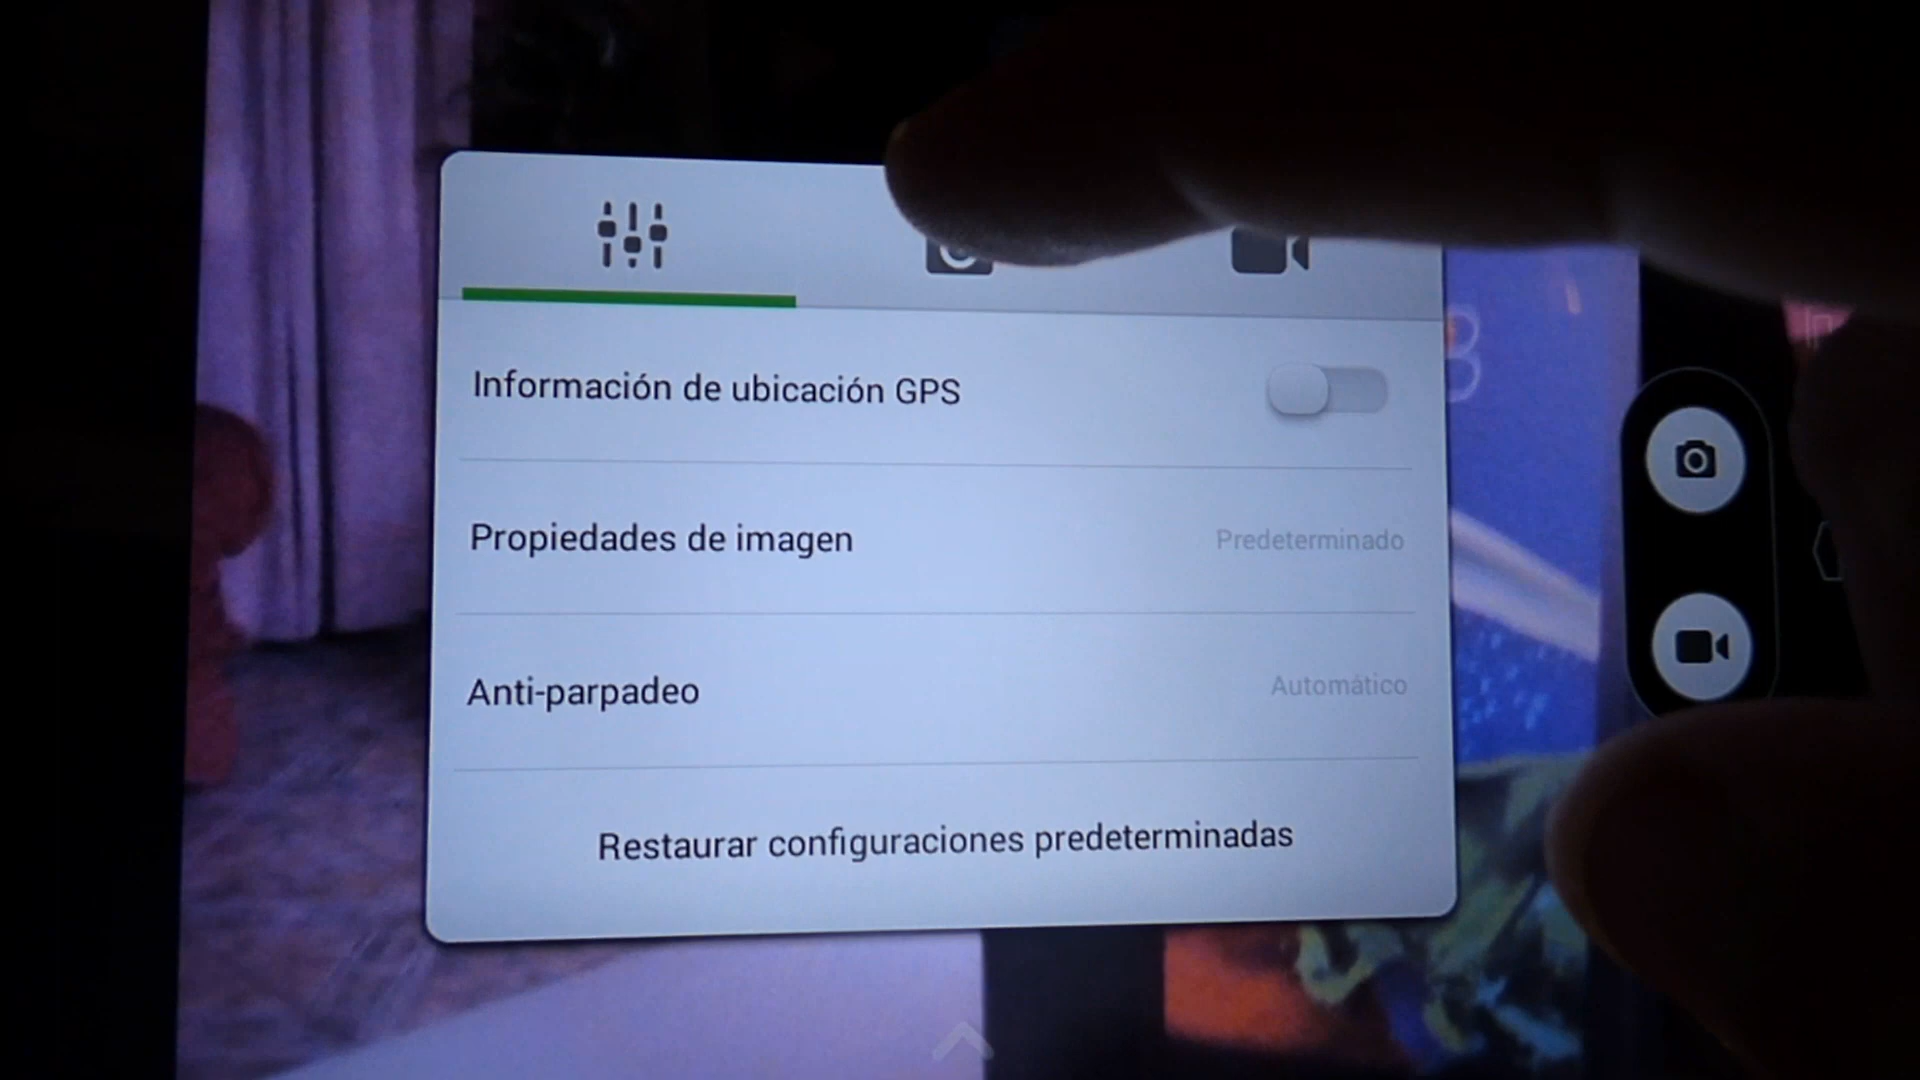 Información de ubicación GPS
Propiedades de imagen
Predeterminado
Anti-parpadeo
Automático
Restaurar configuraciones predeterminadas